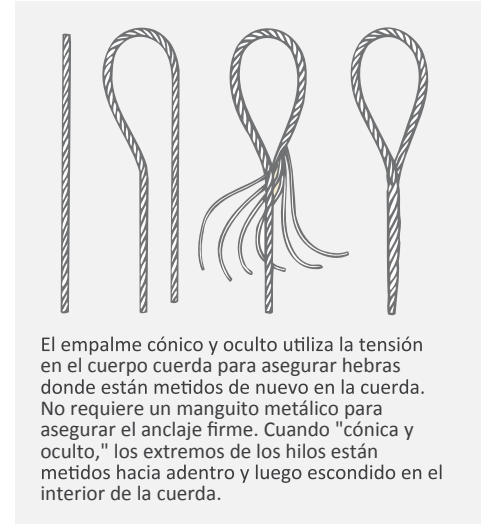 El empalme cónico y oculto utiliza la tensión
en el cuerpo cuerda para asegurar hebras
donde están metidos de nuevo en la cuerda.
No requiere un manguito metálico para
asegurar el anclaje firme. Cuando "cónica y
oculto," los extremos de los hilos están
metidos hacia adentro y luego escondido en el
interior de la cuerda.